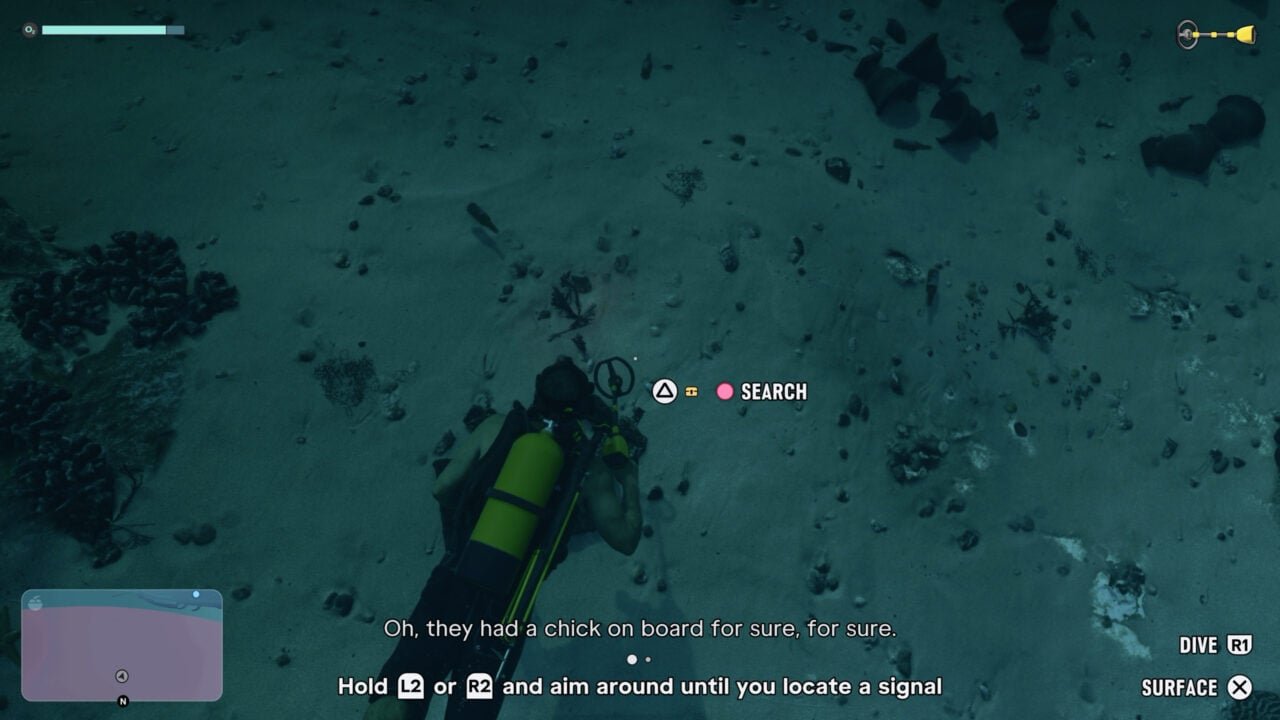 O₂
SEARCH
Oh, they had a chick on board for sure, for sure.
Hold L2 or R2 and aim around until you locate a signal
DIVE R1
SURFACE
N